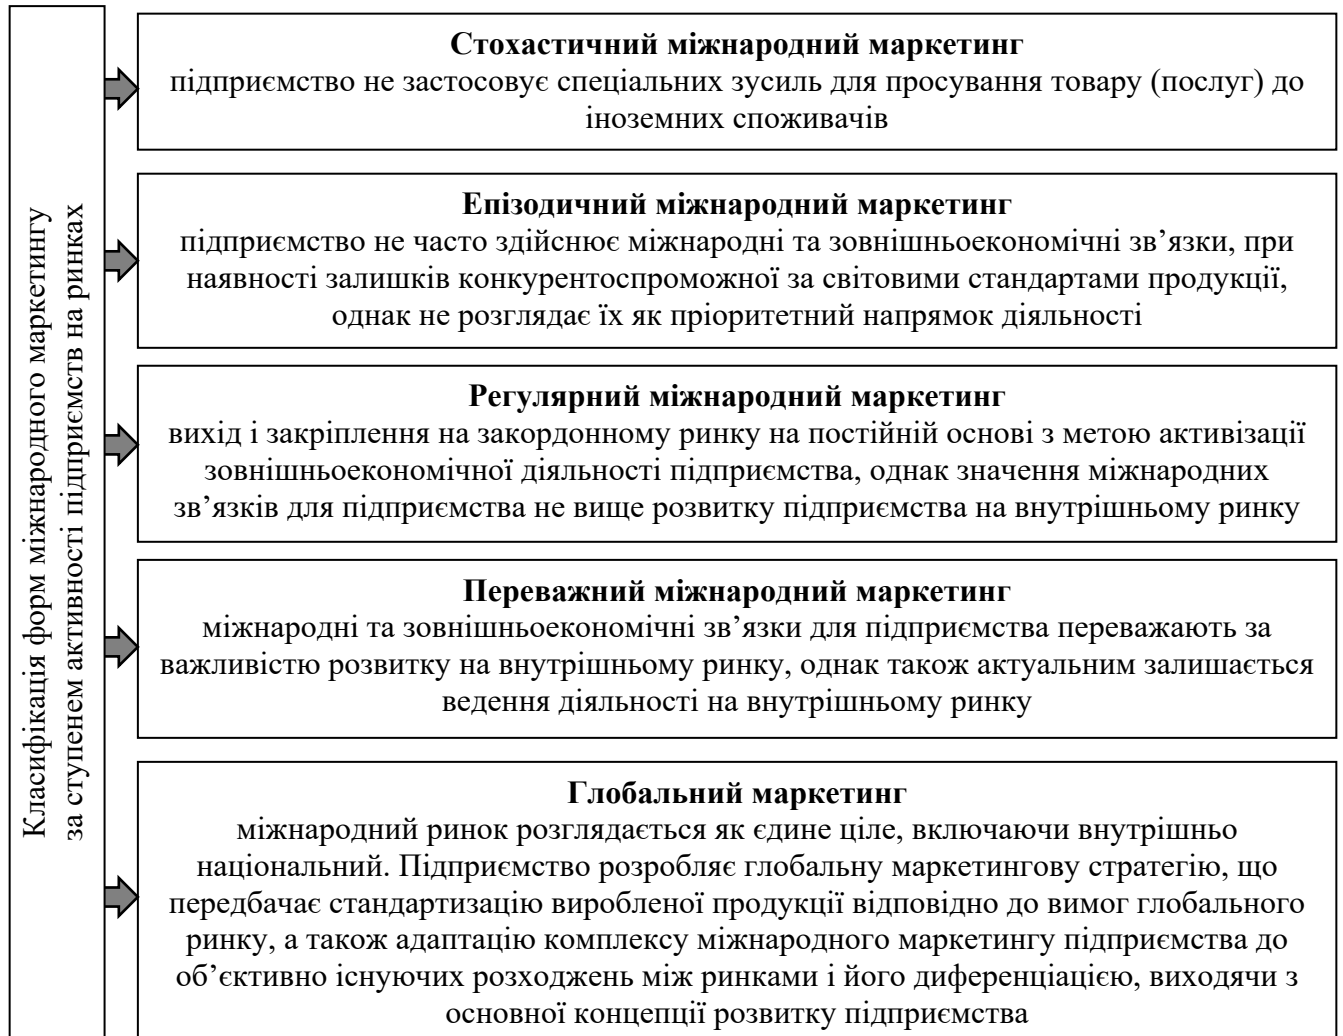 Класифікація форм міжнародного маркетингу
за ступенем активності підприємств на ринках
Стохастичний міжнародний маркетинг
підприємство не застосовує спеціальних зусиль для просування товару (послуг) до
іноземних споживачів
Епізодичний міжнародний маркетинг
підприємство не часто здійснює міжнародні та зовнішньоекономічні зв’язки, при
наявності залишків конкурентоспроможної за світовими стандартами продукції,
однак не розглядає їх як пріоритетний напрямок діяльності
Регулярний міжнародний маркетинг
вихід і закріплення на закордонному ринку на постійній основі з метою активізації
зовнішньоекономічної діяльності підприємства, однак значення міжнародних
зв’язків для підприємства не вище розвитку підприємства на внутрішньому ринку
Переважний міжнародний маркетинг
міжнародні та зовнішньоекономічні зв’язки для підприємства переважають за
важливістю розвитку на внутрішньому ринку, однак також актуальним залишається
ведення діяльності на внутрішньому ринку
Глобальний маркетинг
міжнародний ринок розглядається як єдине ціле, включаючи внутрішньо
національний. Підприємство розробляє глобальну маркетингову стратегію, що
передбачає стандартизацію виробленої продукції відповідно до вимог глобального
ринку, а також адаптацію комплексу міжнародного маркетингу підприємства до
об’єктивно існуючих розходжень між ринками і його диференціацією, виходячи з
основної концепції розвитку підприємства